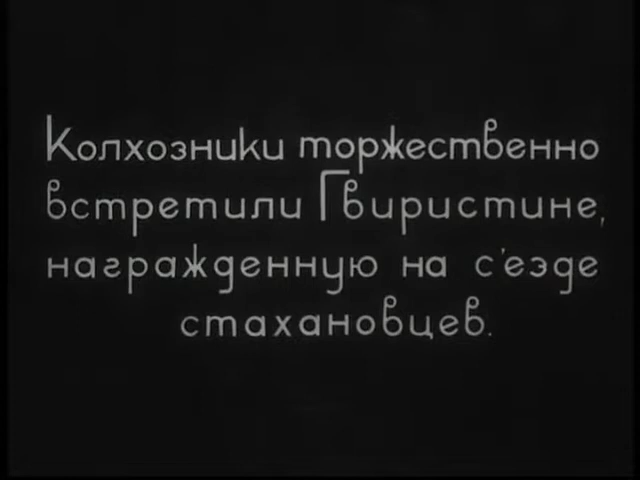 Колхозники торжественно
встретили Гвиристине,
награжденную на с'езде
стахановцев.